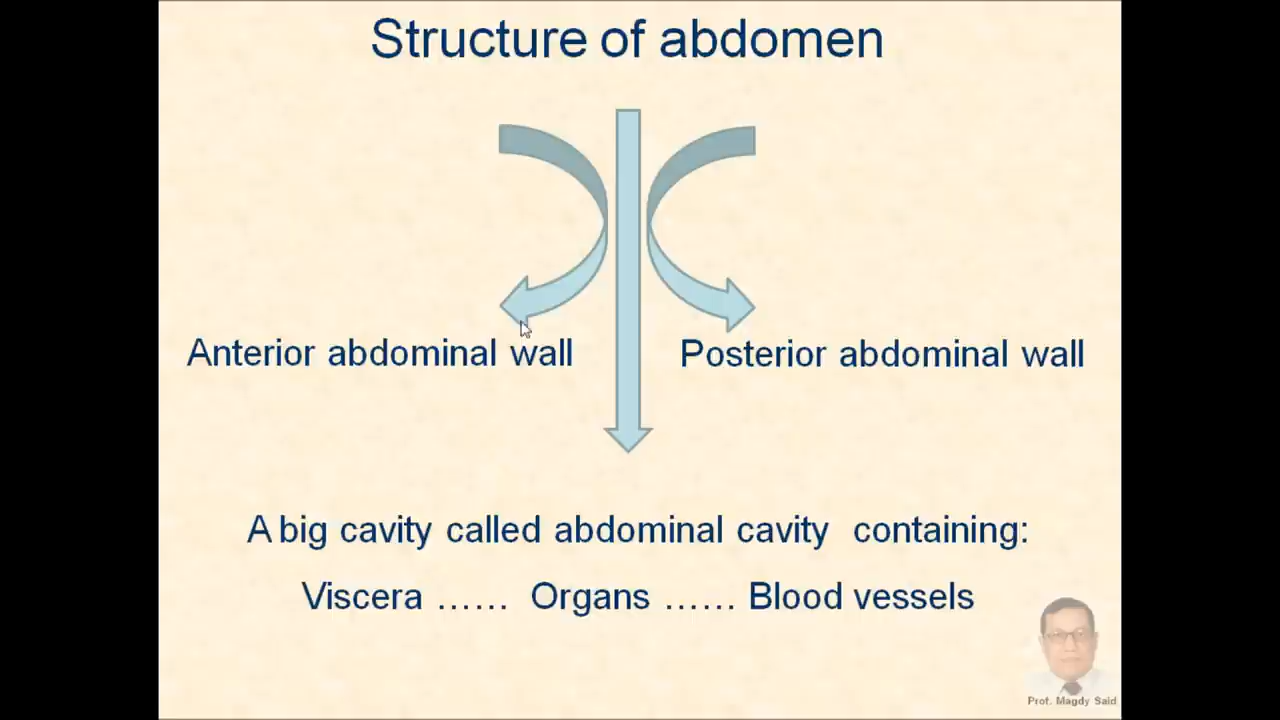 Structure of abdomen
Anterior abdominal wall
Posterior abdominal wall
A big cavity called abdominal cavity containing:
Viscera ...... Organs ...... Blood vessels
Prof. Magdy Said